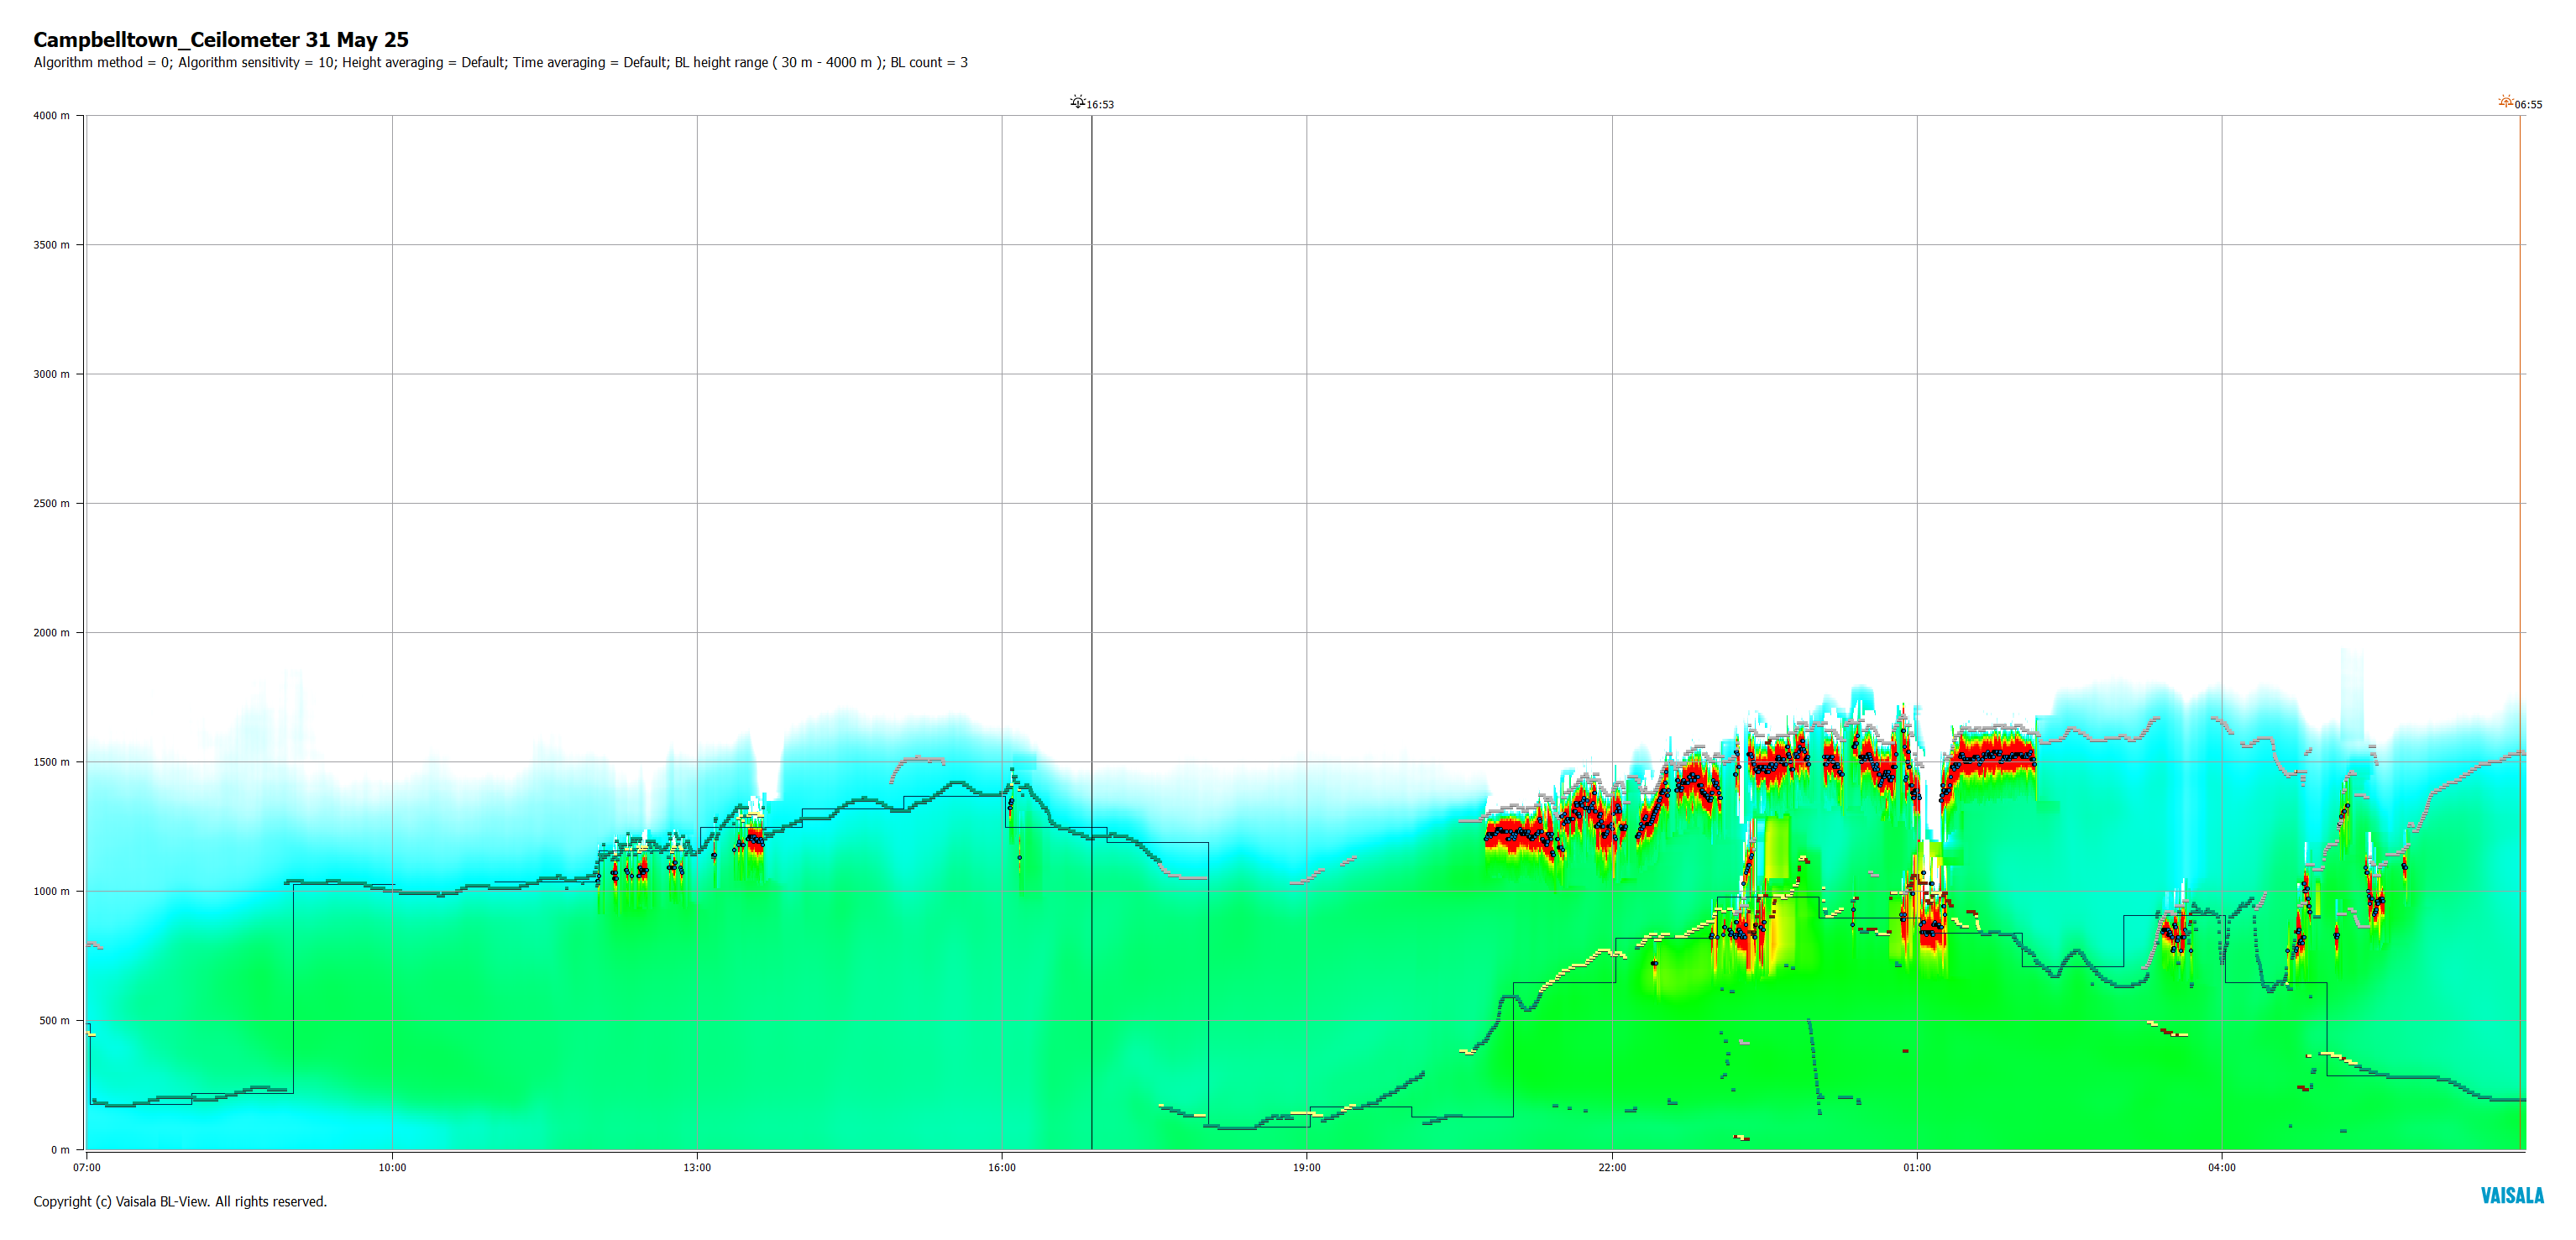 Campbelltown_Ceilometer 31 May 25
Algorithm method = 0; Algorithm sensitivity = 10; Height averaging = Default; Time averaging = Default; BL height range ( 30 m - 4000 m ); BL count = 3
16:53
06:55
4000 m
3500 m
3000 m
2500 m
2000 m
1500 m
1000 m
500 m
0 m
07:00
10:00
13:00
16:00
19:00
22:00
01:00
04:00
Copyright (c) Vaisala BL-View. All rights reserved.
VAISALA